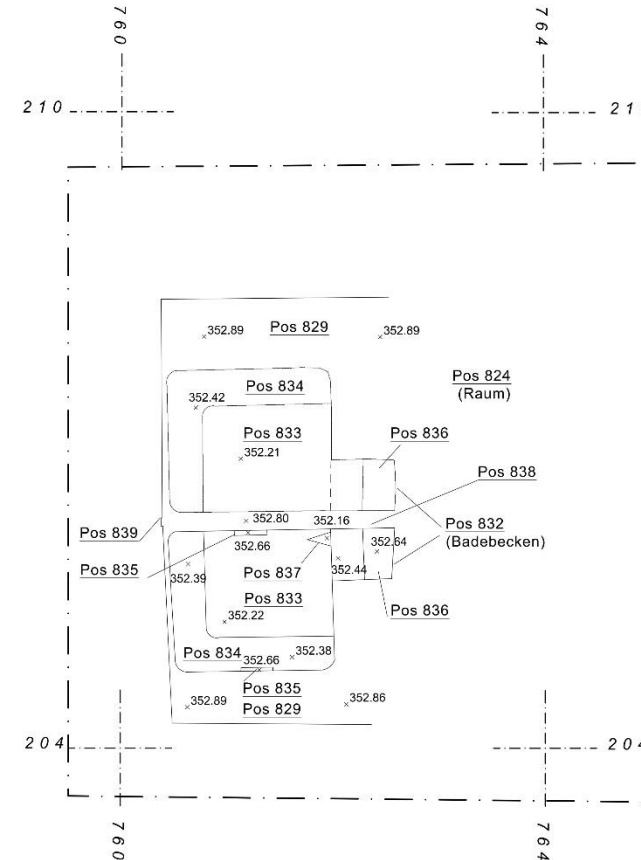 760
764
210
21
352.89
Pos 829
352.89
Pos 824
(Raum)
Pos 834
352.42
Pos 833
Pos 836
352.21
Pos 838
352.80
352.16
Pos 839
352.66
352.64
Pos 832
(Badebecken)
Pos 835
352.39
Pos 837
352.44
Pos 833
Pos 836
352.22
Pos 834
352.66
352.38
Pos 835
352.89
Pos 829
352.86
204
204
760
764